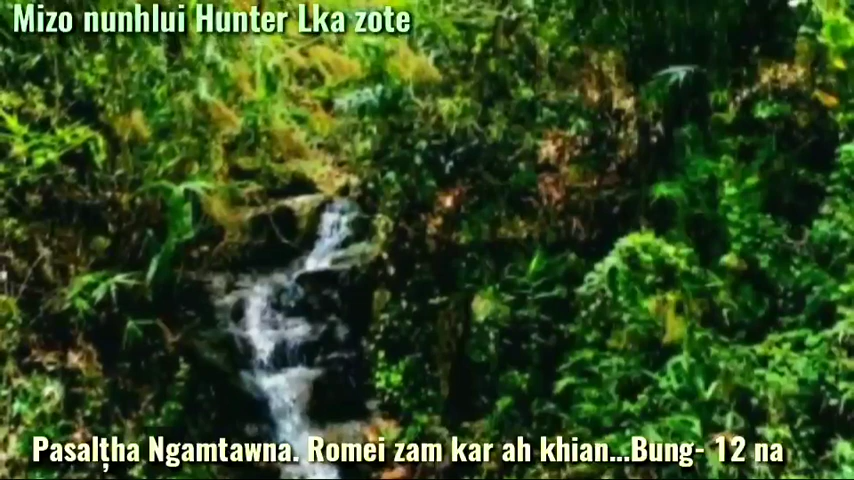 Mizo nunhlui Hunter Lka zote
Pasalṭha Ngamtawna. Romei zam kar ah khian...Bung- 12 na